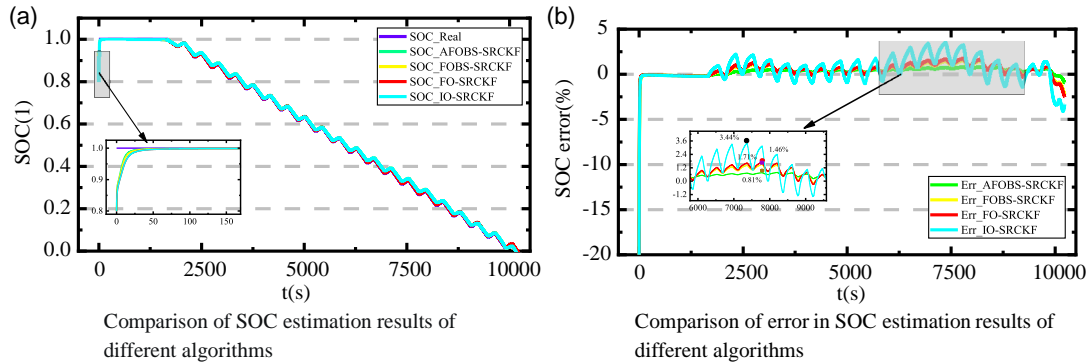 (a)
SOC(1)
1.0
0.8
0.6
0.4
0.2
0.0
SOC_Real
SOC_AFOBS-SRCKF
SOC_FOBS-SRCKF
SOC_FO-SRCKF
SOC_IO-SRCKF
1.0
0.9
0.8
0 50 100 150
0 2500 5000 7500 10000
t(s)
Comparison of SOC estimation results of
different algorithms
(b)
SOC error(%)
5
0
-5
-10
-15
-20
3.6
2.4
1.2
0.0
-1.2
3.44%
1.71%
1.46%
0.81%
6000 7000 8000 9000
Err_AFOBS-SRCKF
Err_FOBS-SRCKF
Err_FO-SRCKF
Err_IO-SRCKF
0 2500 5000 7500 10000
t(s)
Comparison of error in SOC estimation results of
different algorithms